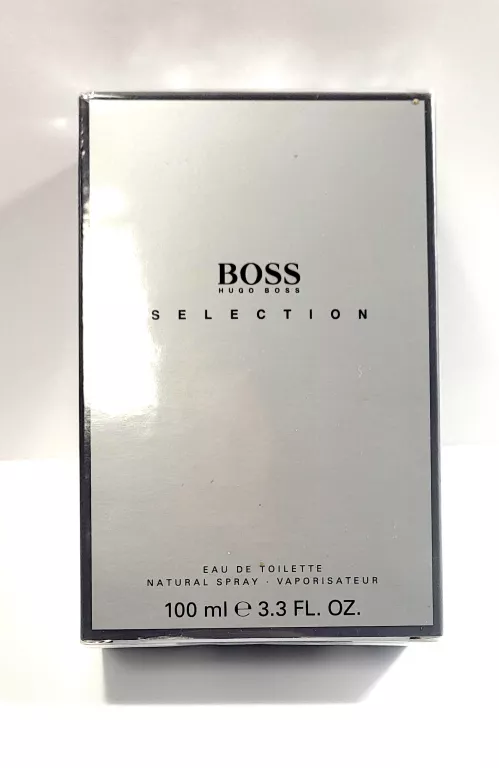 BOSS
HUGO BOSS
SELECTION
EAU DE TOILETTE
NATURAL SPRAY · VAPORISATEUR
100 ml ℮ 3.3 FL. OZ.